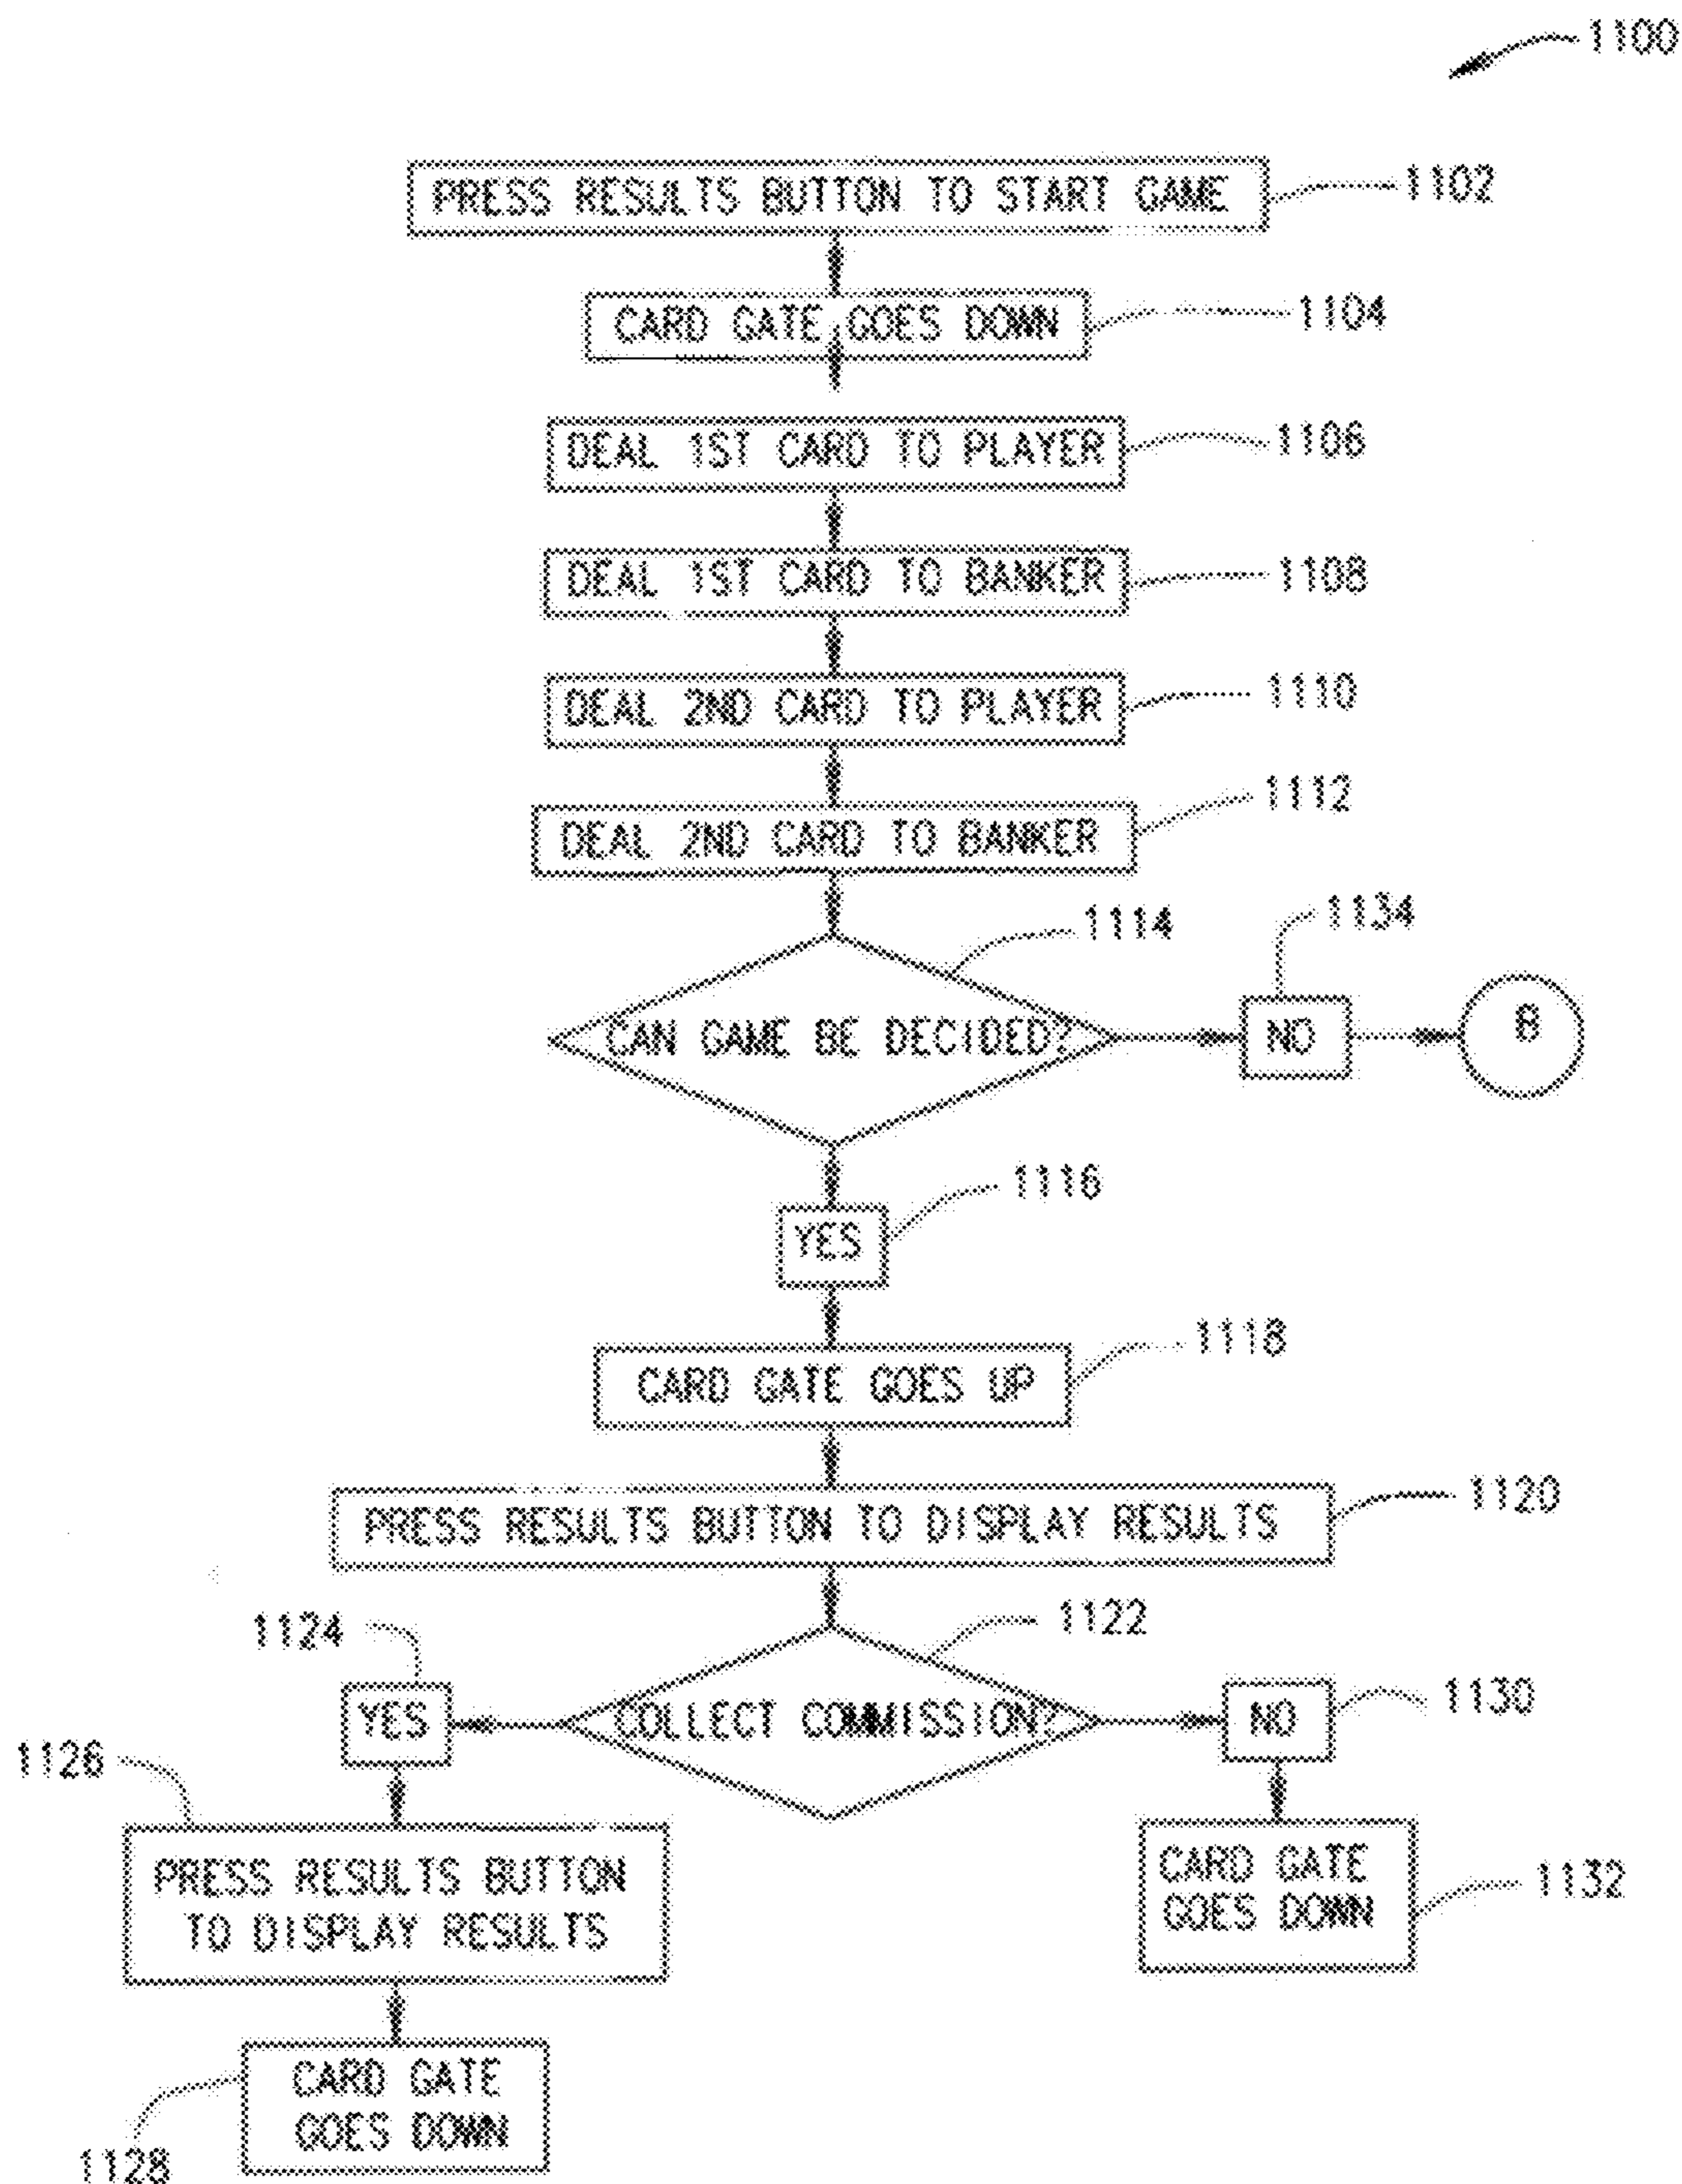 1100
PRESS RESULTS BUTTON TO START GAME
1102
CARD GATE GOES DOWN
1104
DEAL 1ST CARD TO PLAYER
1106
DEAL 1ST CARD TO BANKER
1108
DEAL 2ND CARD TO PLAYER
1110
DEAL 2ND CARD TO BANKER
1112
1114
1134
CAN GAME BE DECIDED?
NO
B
1116
YES
1118
CARD GATE GOES UP
PRESS RESULTS BUTTON TO DISPLAY RESULTS
1120
1124
1122
YES
COLLECT COMMISSION?
NO
1130
1126
PRESS RESULTS BUTTON
TO DISPLAY RESULTS
CARD GATE
GOES DOWN
1132
CARD GATE
GOES DOWN
1128